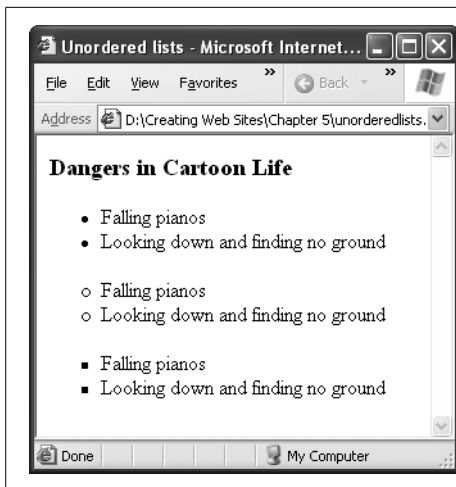 Unordered lists - Microsoft Internet...
File Edit View Favorites » Back »
Address D:\Creating Web Sites\Chapter 5\unorderedlists.
Dangers in Cartoon Life
• Falling pianos
• Looking down and finding no ground
○ Falling pianos
○ Looking down and finding no ground
▪ Falling pianos
▪ Looking down and finding no ground
Done My Computer